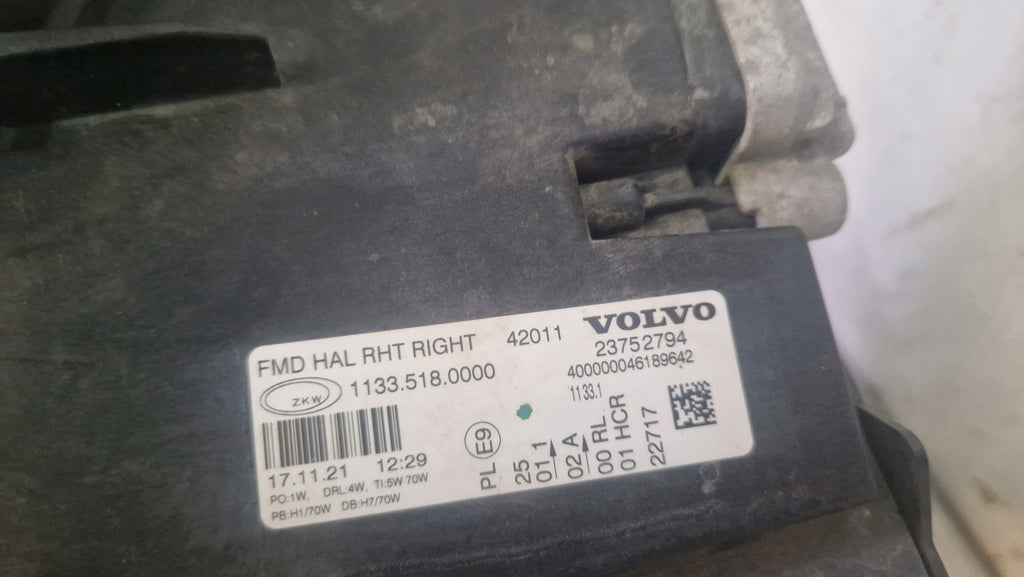 FMD HAL RHT RIGHT 42011 VOLVO
23752794
ZKW 1133.518.0000 400000046189642
1133.1
17.11.21 12:29
PO:1W, DRL:4W, TI:5W 70W
PB:H1/70W DB:H7/70W
PL E9
25
01 1
02 A
00 RL
01 HCR
22717